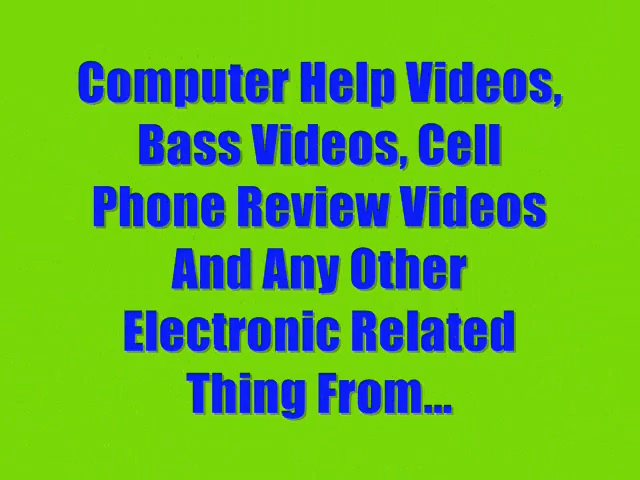 Computer Help Videos,
Bass Videos, Cell
Phone Review Videos
And Any Other
Electronic Related
Thing From...